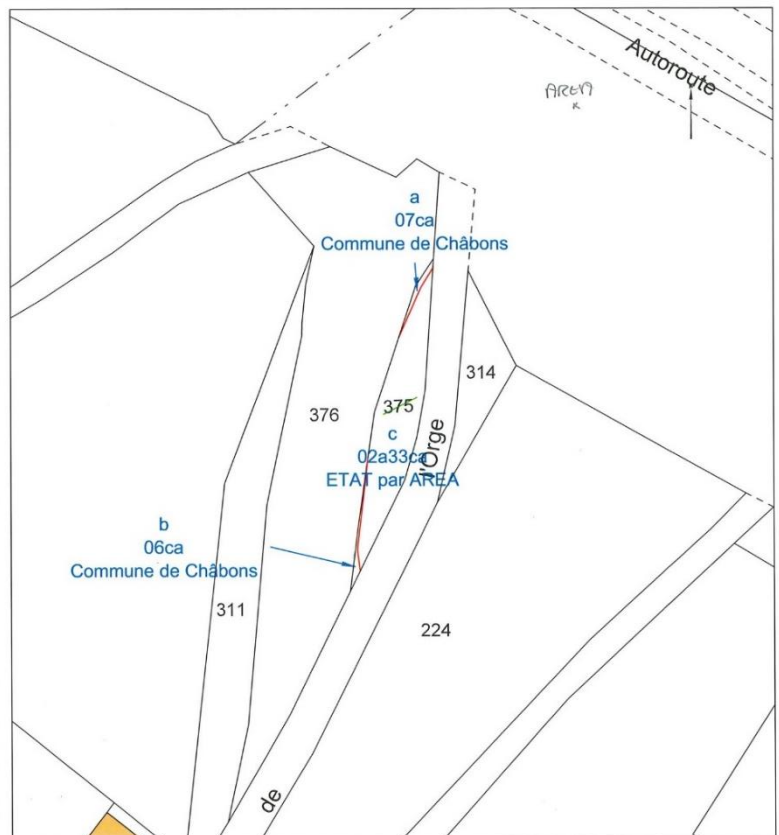 Autoroute
AREA
a
07ca
Commune de Châbons
314
376
375
c
02a33ca
ETAT par AREA
l'Orge
b
06ca
Commune de Châbons
311
224
de